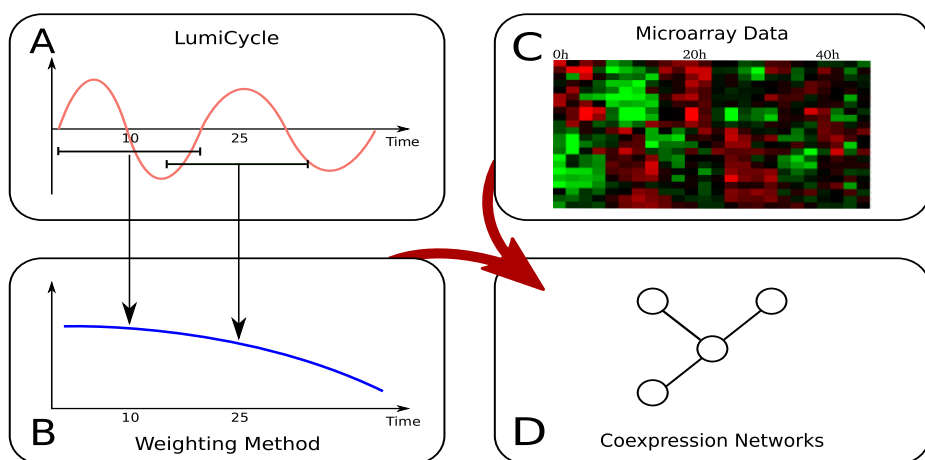 A
LumiCycle
10
25
Time
B
10
25
Time
Weighting Method
C
Microarray Data
0h
20h
40h
D
Coexpression Networks